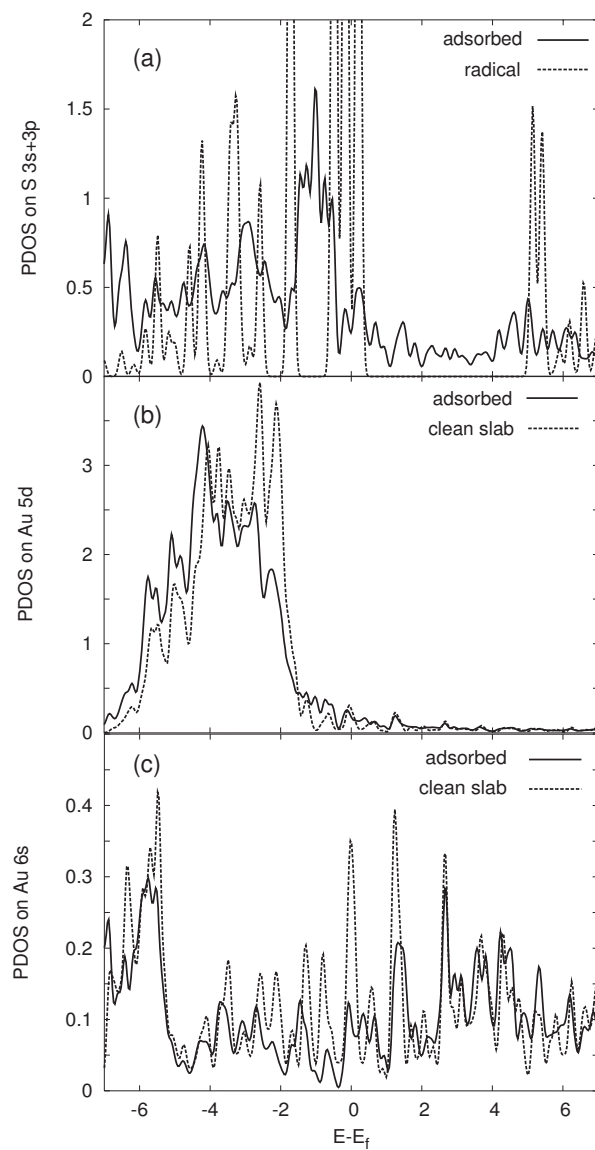 2
(a)
adsorbed
radical
1.5
PDOS on S 3s+3p
1
0.5
0
(b)
adsorbed
clean slab
3
PDOS on Au 5d
2
1
0
(c)
adsorbed
clean slab
0.4
PDOS on Au 6s
0.3
0.2
0.1
0
-6 -4 -2 0 2 4 6
E-E_f